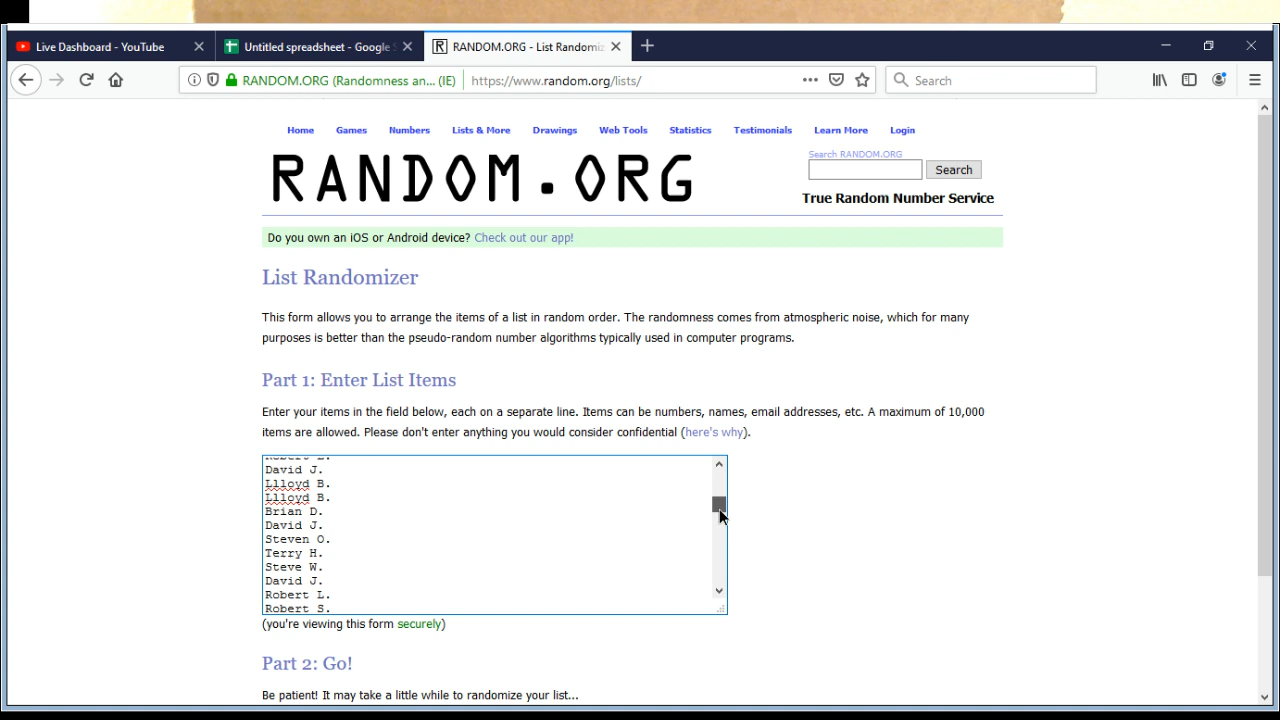 Live Dashboard - YouTube
Untitled spreadsheet - Google S
RANDOM.ORG - List Randomiz
RANDOM.ORG (Randomness an... (IE)
https://www.random.org/lists/
Search
Home Games Numbers Lists & More Drawings Web Tools Statistics Testimonials Learn More Login
RANDOM.ORG
Search RANDOM.ORG
Search
True Random Number Service
Do you own an iOS or Android device? Check out our app!
List Randomizer
This form allows you to arrange the items of a list in random order. The randomness comes from atmospheric noise, which for many
purposes is better than the pseudo-random number algorithms typically used in computer programs.
Part 1: Enter List Items
Enter your items in the field below, each on a separate line. Items can be numbers, names, email addresses, etc. A maximum of 10,000
items are allowed. Please don't enter anything you would consider confidential (here's why).
David J.
Llloyd B.
Llloyd B.
Brian D.
David J.
Steven O.
Terry H.
Steve W.
David J.
Robert L.
Robert S.
(you're viewing this form securely)
Part 2: Go!
Be patient! It may take a little while to randomize your list...